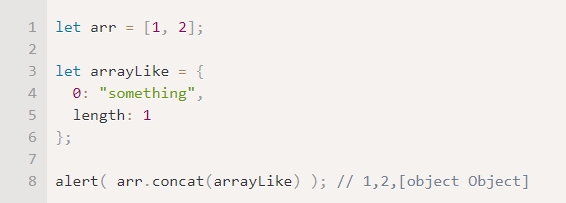 1 let arr = [1, 2];
2
3 let arrayLike = {
4   0: "something",
5   length: 1
6 };
7
8 alert( arr.concat(arrayLike) ); // 1,2,[object Object]